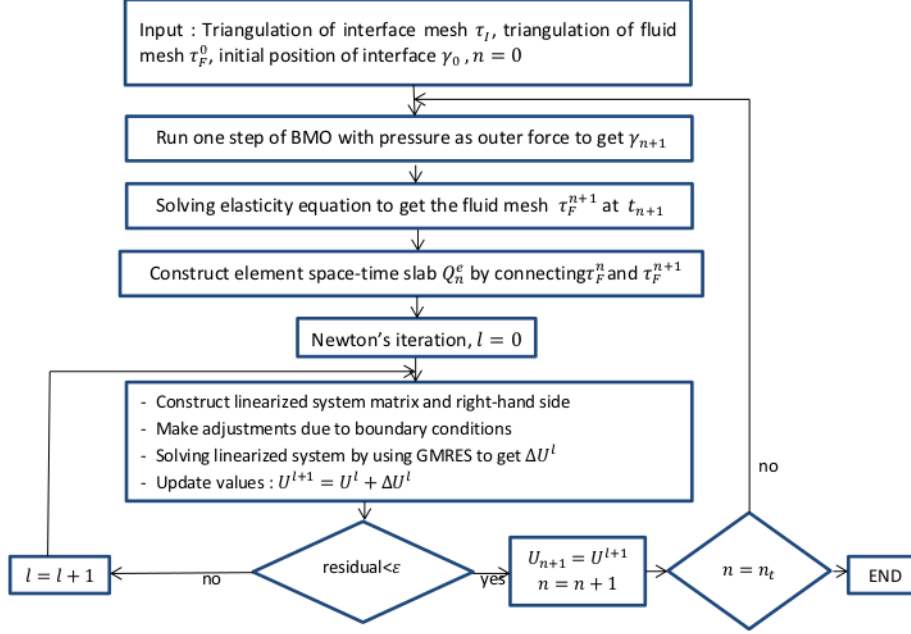 Input : Triangulation of interface mesh τ_I, triangulation of fluid
mesh τ_F^0, initial position of interface γ_0 , n = 0
Run one step of BMO with pressure as outer force to get γ_{n+1}
Solving elasticity equation to get the fluid mesh τ_F^{n+1} at t_{n+1}
Construct element space-time slab Q_n^e by connectingτ_F^n and τ_F^{n+1}
Newton's iteration, l = 0
- Construct linearized system matrix and right-hand side
- Make adjustments due to boundary conditions
- Solving linearized system by using GMRES to get ΔU^l
- Update values : U^{l+1} = U^l + ΔU^l
no
residual<ε
yes
no
l = l + 1
U_{n+1} = U^{l+1}
n = n + 1
n = n_t
END